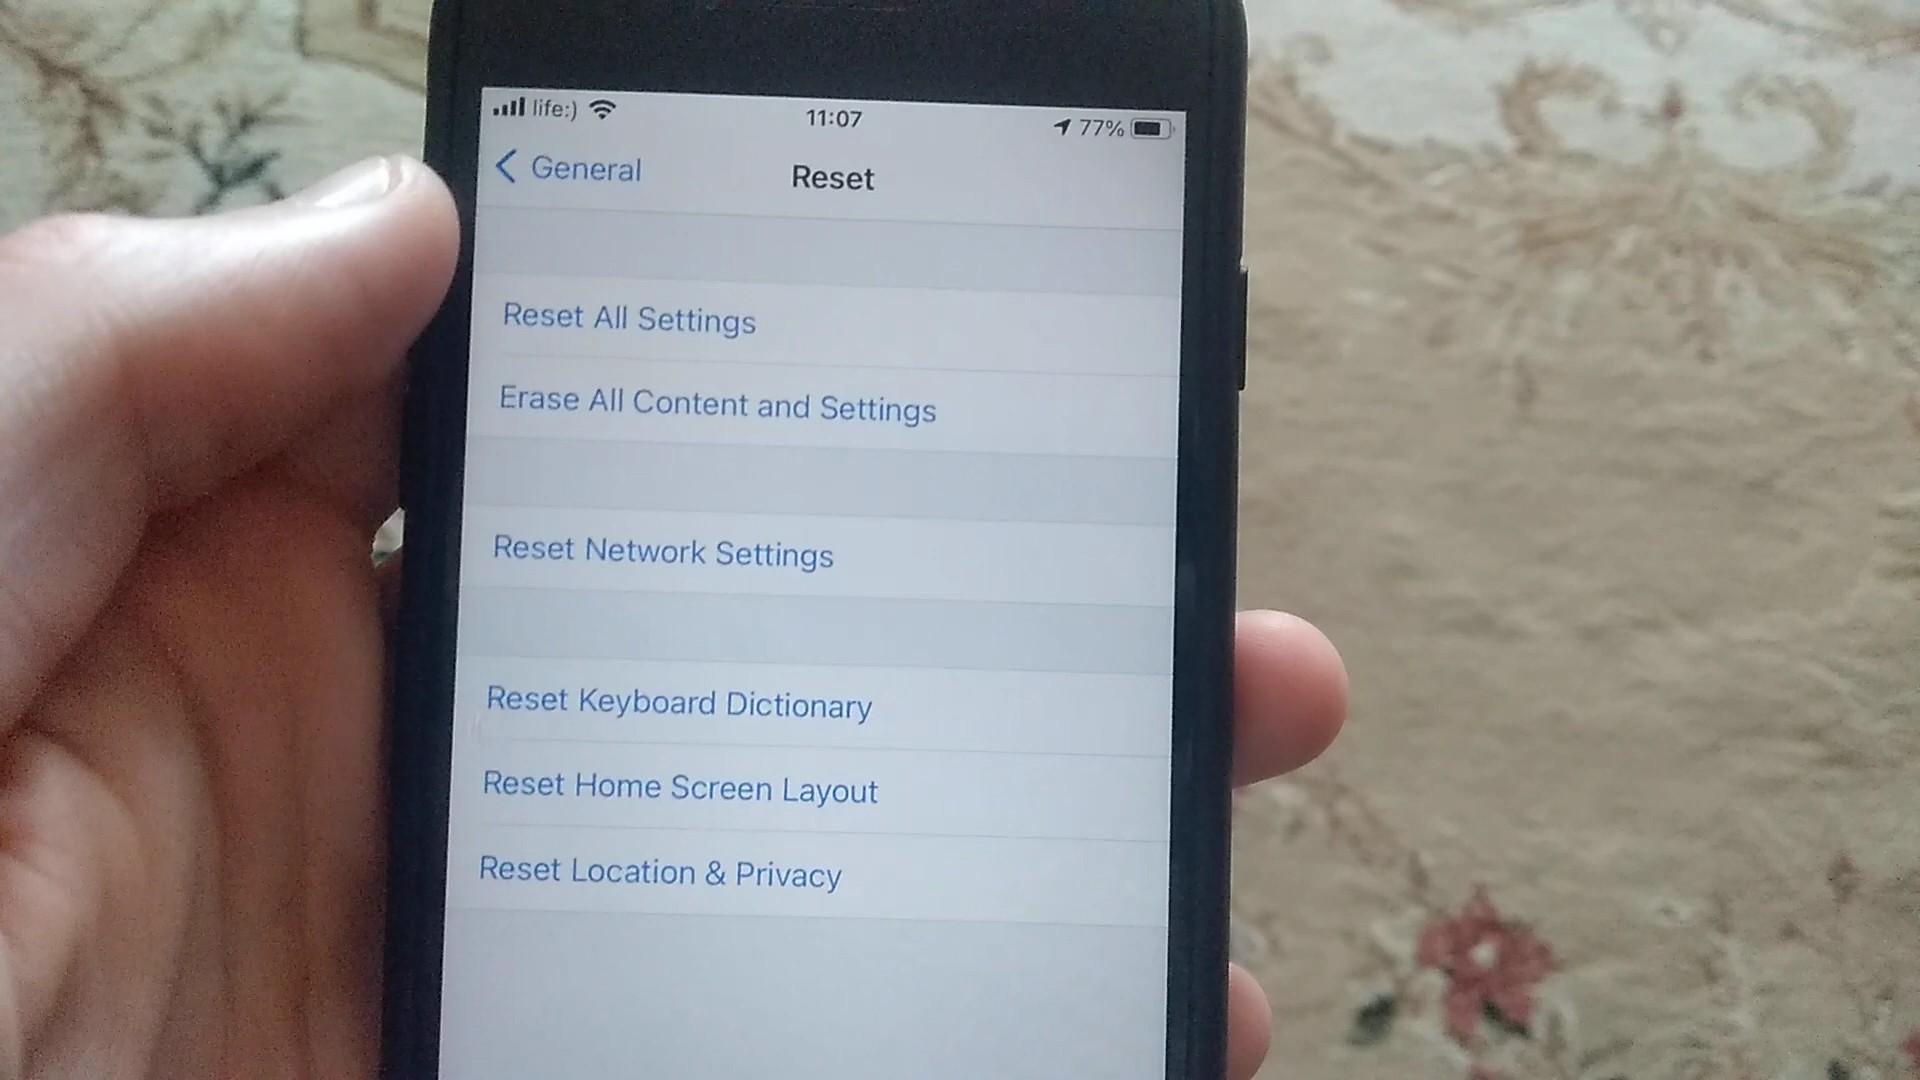 life:) 11:07 77%
General Reset
Reset All Settings
Erase All Content and Settings
Reset Network Settings
Reset Keyboard Dictionary
Reset Home Screen Layout
Reset Location & Privacy